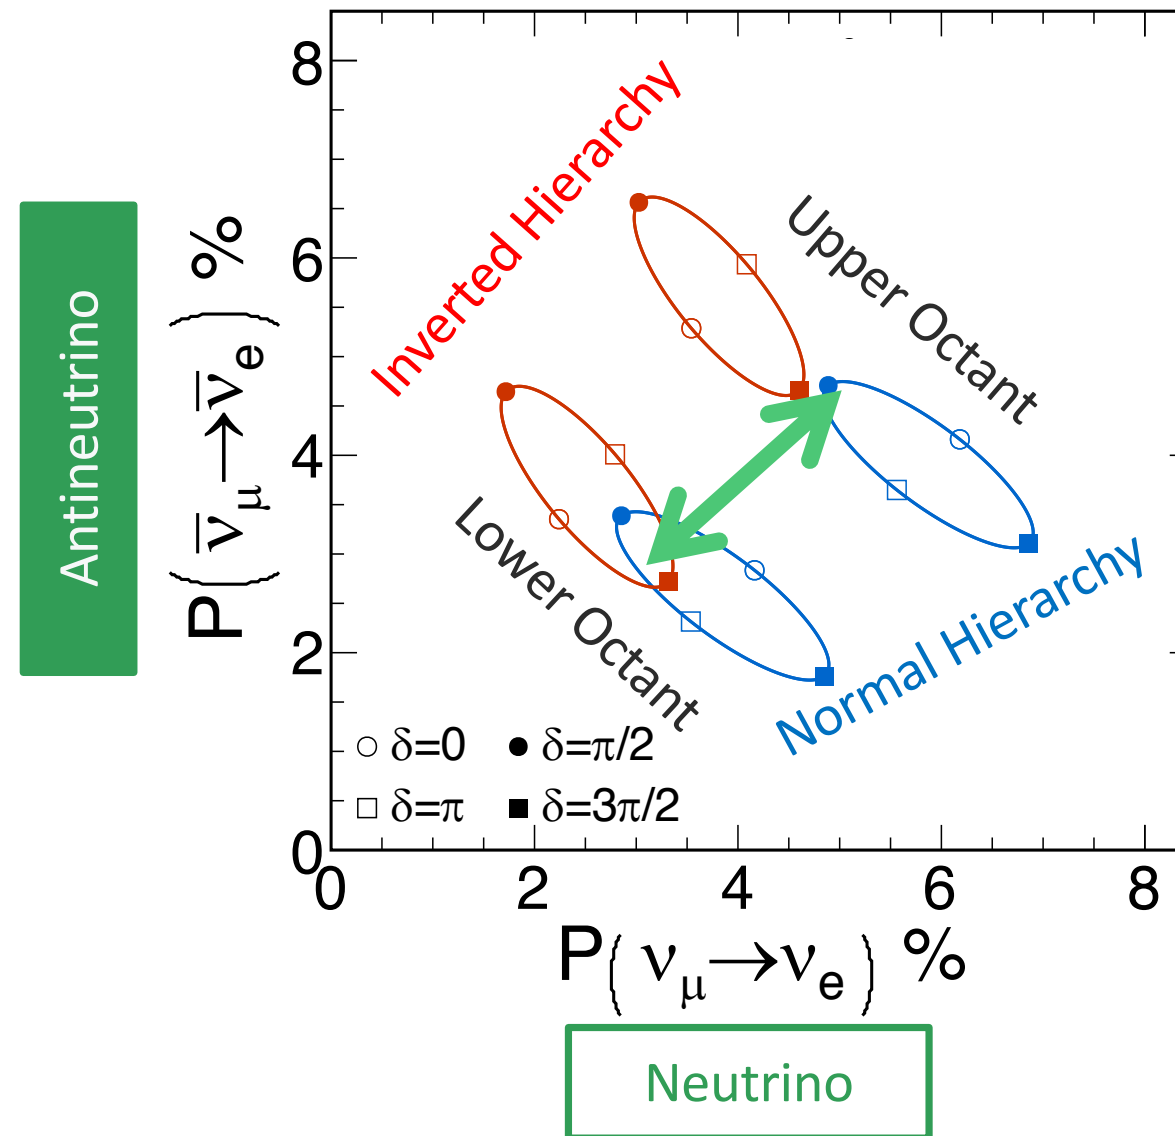 8
6
4
2
0
0 2 4 6 8
Antineutrino
P(ν̅μ→ν̅e) %
Inverted Hierarchy
Upper Octant
Lower Octant
Normal Hierarchy
○ δ=0 ● δ=π/2
□ δ=π ■ δ=3π/2
P(νμ→νe) %
Neutrino